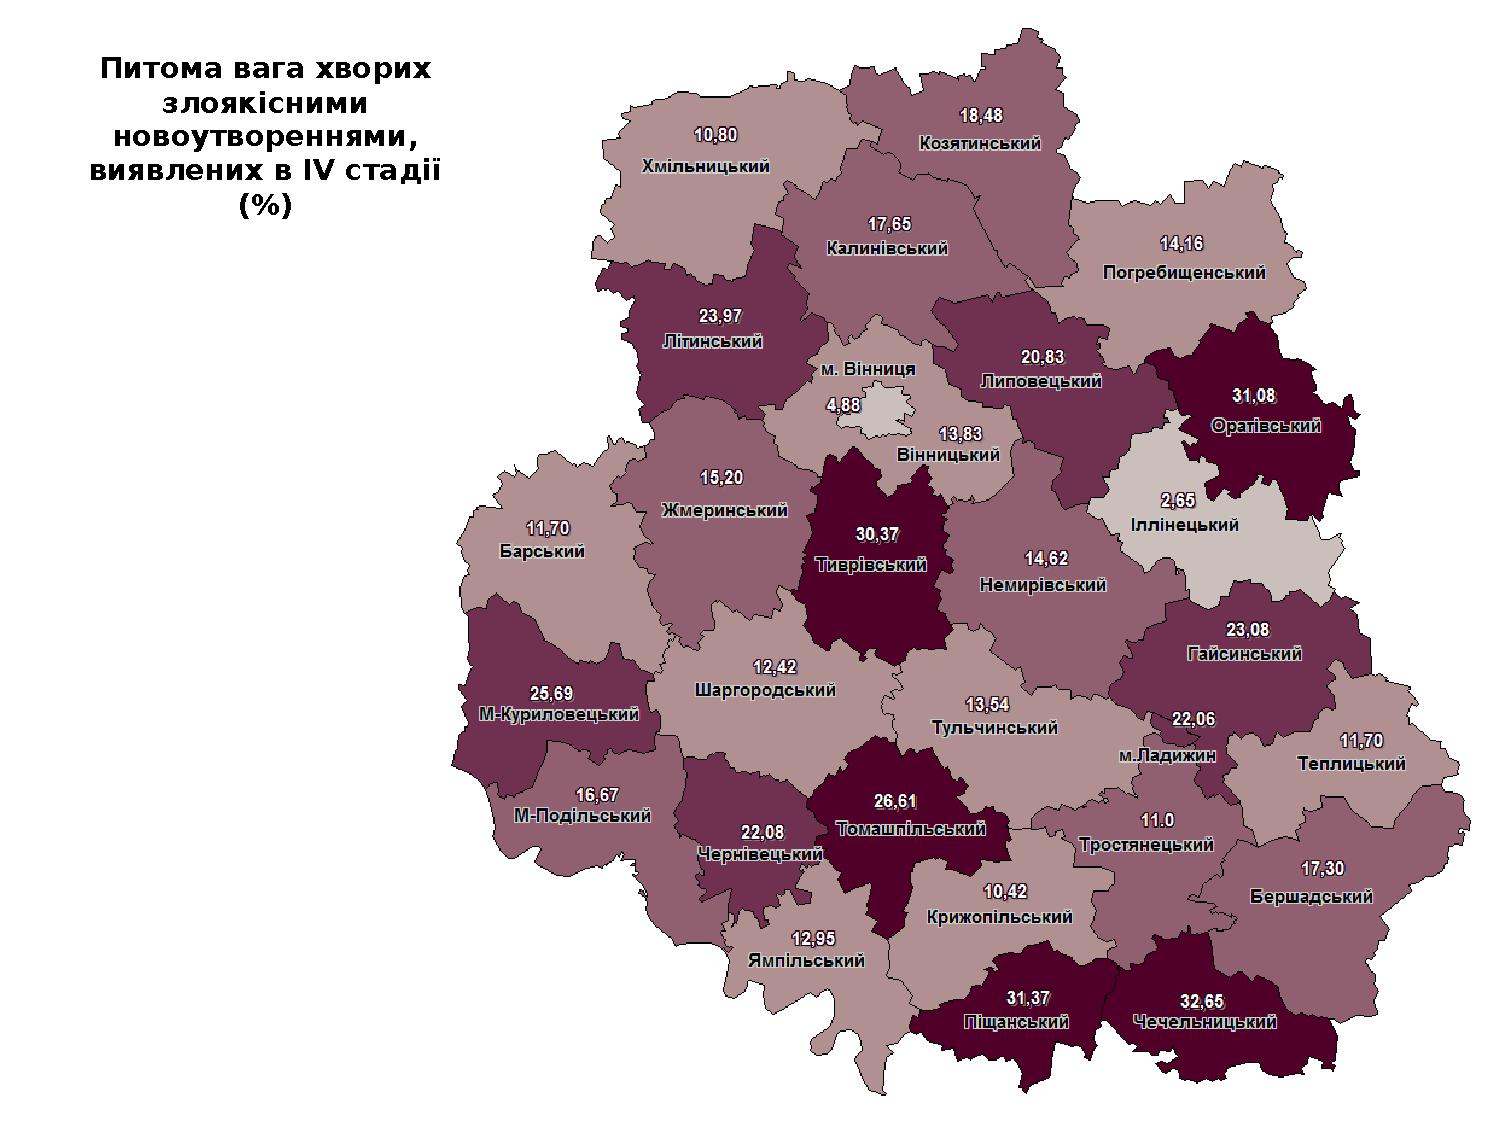 Питома вага хворих
злоякісними
новоутвореннями,
виявлених в IV стадії
(%)
18,48
Козятинський
10,80
Хмільницький
17,65
Калинівський
14,16
Погребищенський
23,97
Літинський
20,83
Липовецький
м. Вінниця
4,88
31,08
Оратівський
13,83
Вінницький
15,20
Жмеринський
2,65
Іллінецький
11,70
Барський
30,37
Тиврівський
14,62
Немирівський
23,08
Гайсинський
12,42
Шаргородський
25,69
М-Куриловецький
13,54
Тульчинський
22,06
м.Ладижин
11,70
Теплицький
16,67
М-Подільський
26,61
Томашпільський
22,08
Чернівецький
11.0
Тростянецький
17,30
Бершадський
10,42
Крижопільський
12,95
Ямпільський
31,37
Піщанський
32,65
Чечельницький